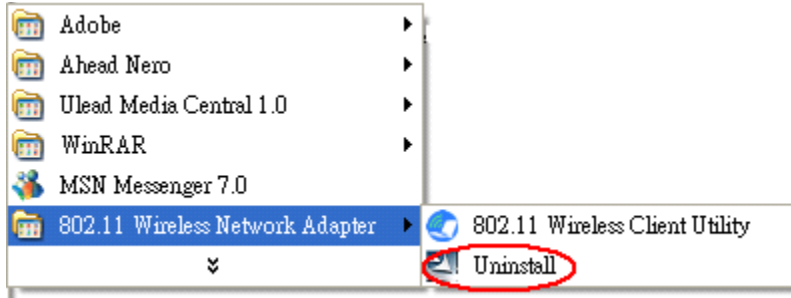 Adobe
Ahead Nero
Ulead Media Central 1.0
WinRAR
MSN Messenger 7.0
802.11 Wireless Network Adapter
802.11 Wireless Client Utility
Uninstall